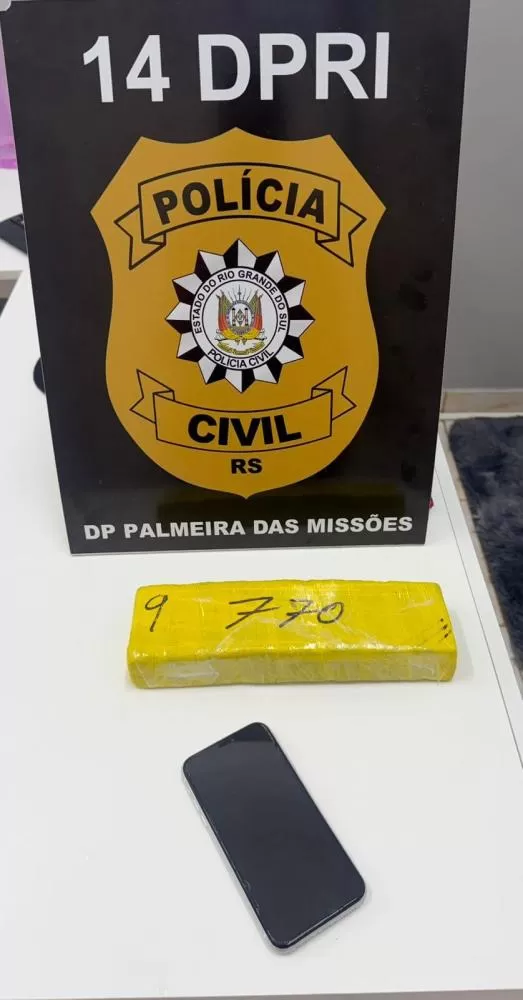 14 DPRI
POLÍCIA
ESTADO DO RIO GRANDE DO SUL
POLÍCIA CIVIL
CIVIL
RS
DP PALMEIRA DAS MISSÕES
9 770